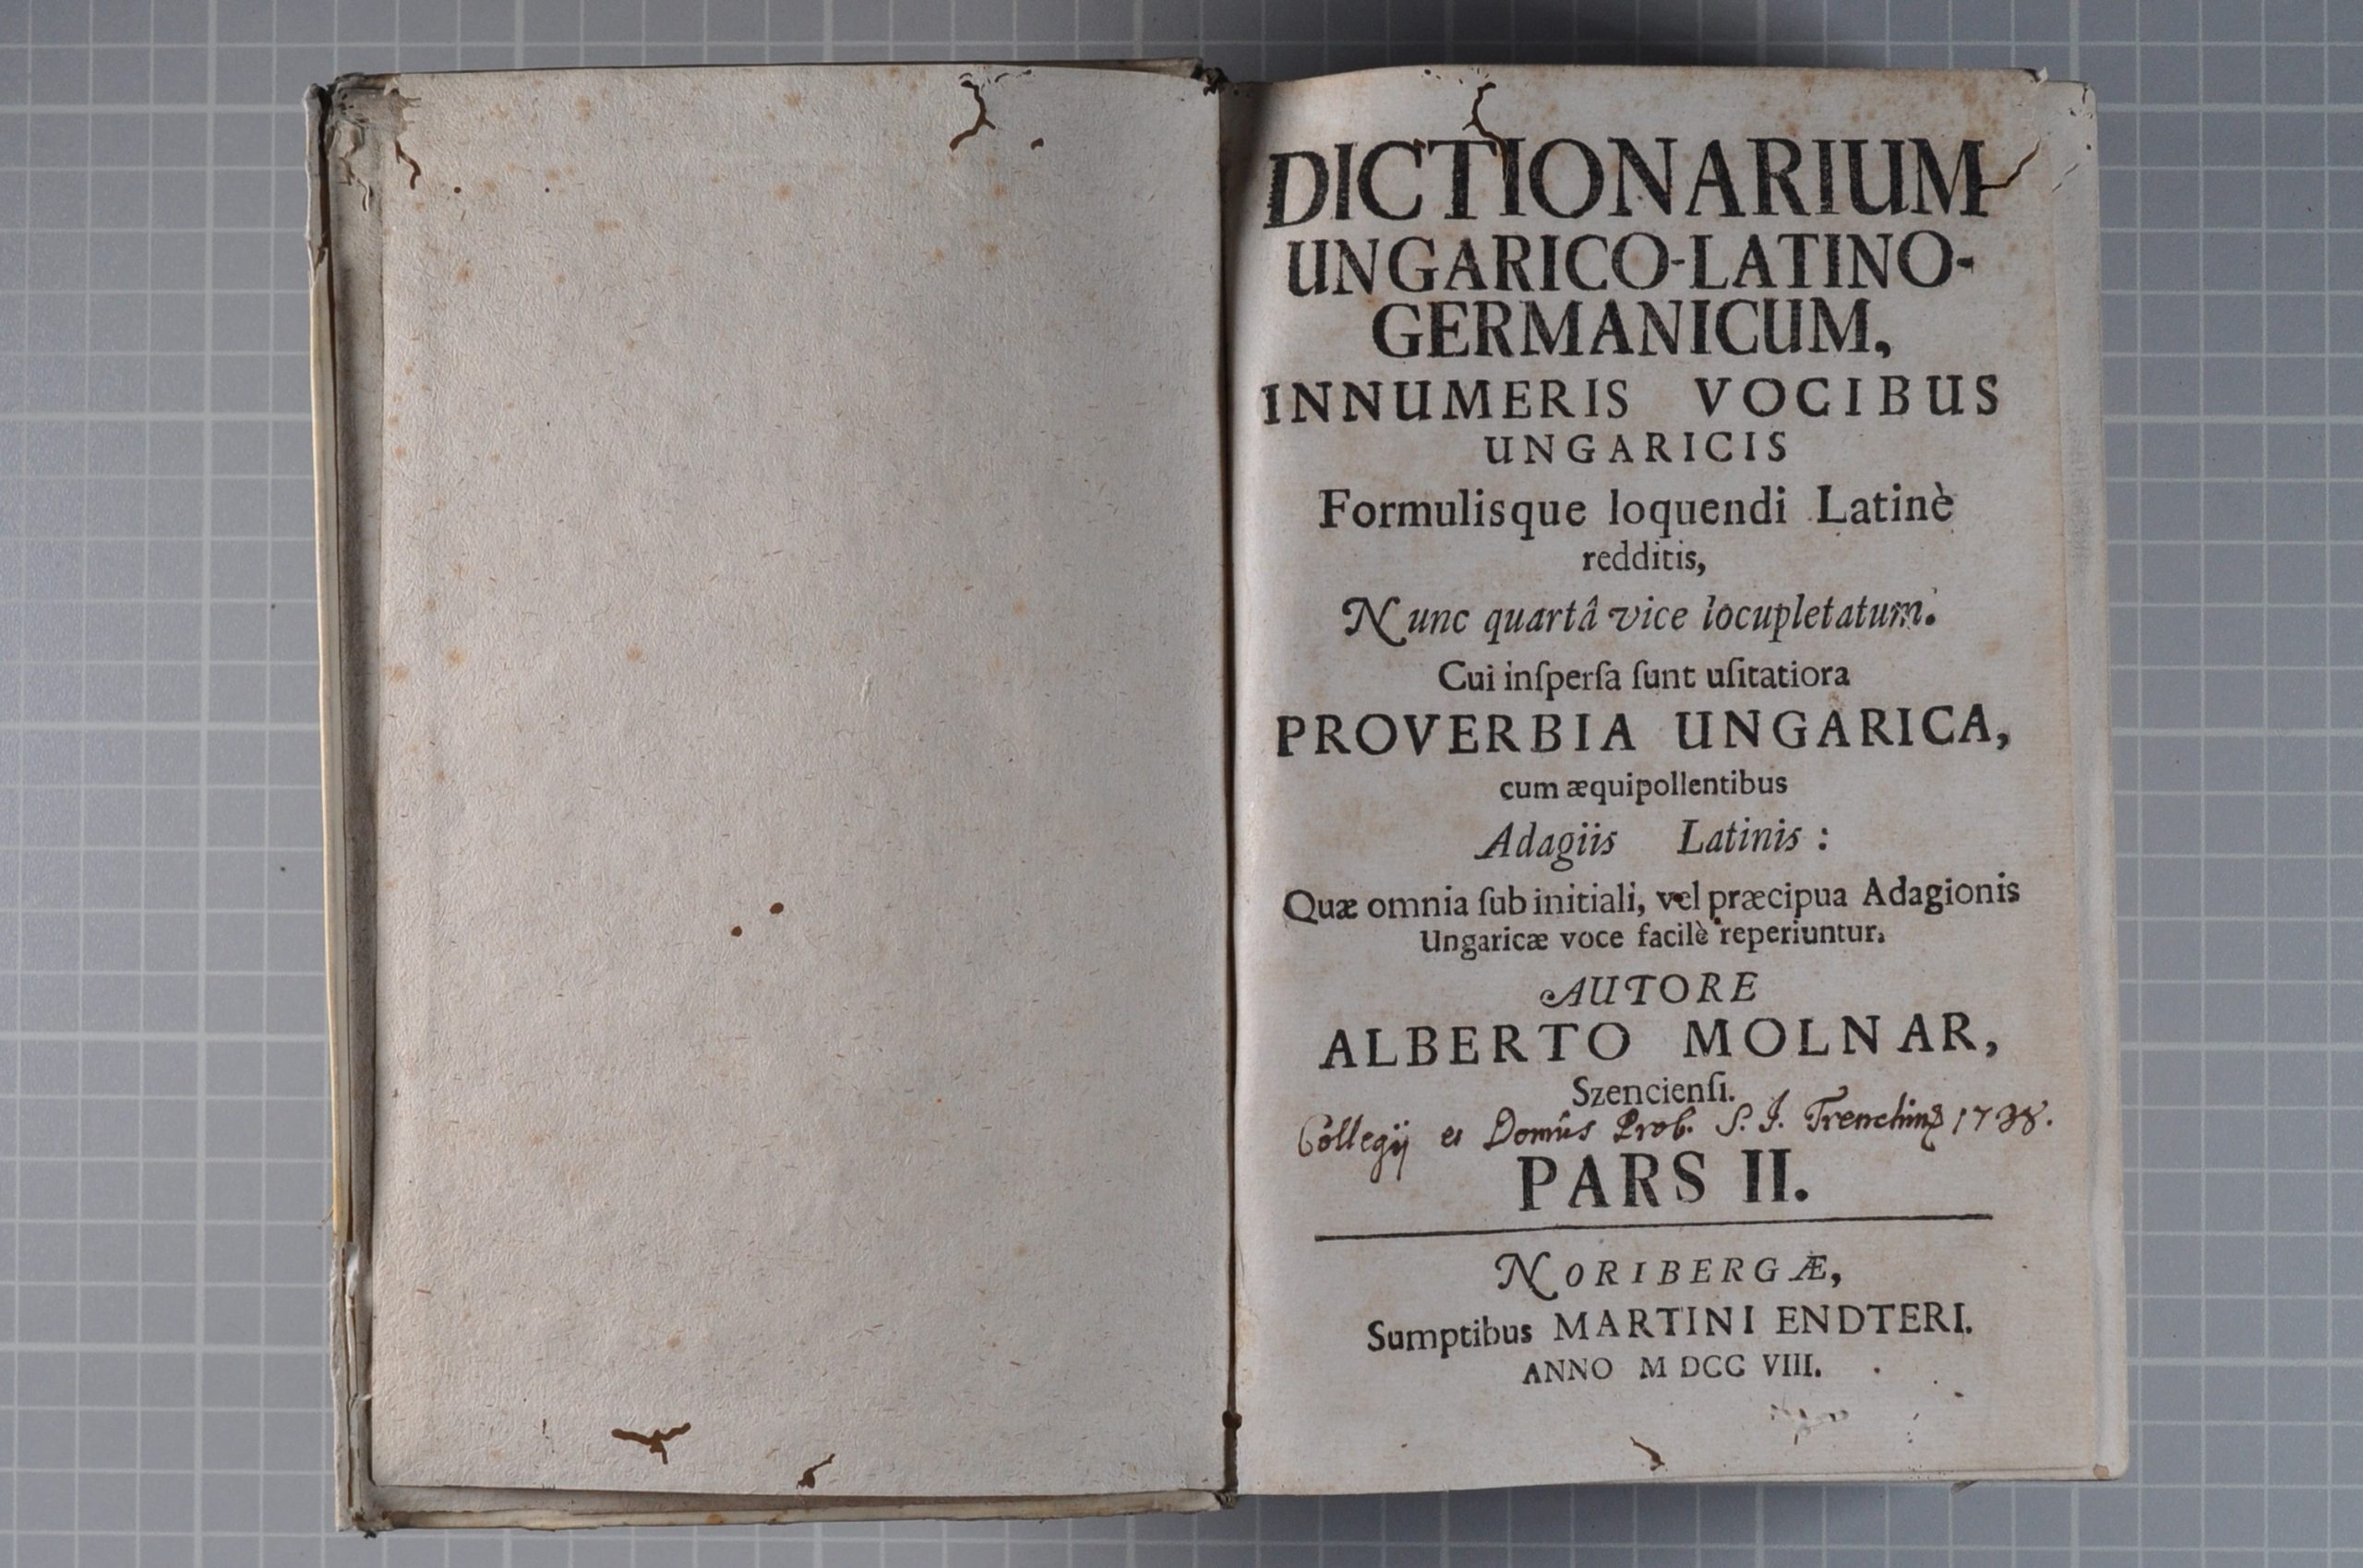 DICTIONARIUM
UNGARICO-LATINO-
GERMANICUM,
INNUMERIS VOCIBUS
UNGARICIS
Formulisque loquendi Latinè
redditis,
Nunc quartâ vice locupletatum.
Cui inſperſa ſunt uſitatiora
PROVERBIA UNGARICA,
cum æquipollentibus
Adagiis Latinis :
Quæ omnia ſub initiali, vel præcipua Adagionis
Ungaricæ voce facilè reperiuntur.
AUTORE
ALBERTO MOLNAR,
Szencienſi.
Collegij et Domûs Prob. S. J. Trenchin 1738.
PARS II.
NORIBERGÆ,
Sumptibus MARTINI ENDTERI.
ANNO M DCC VIII.